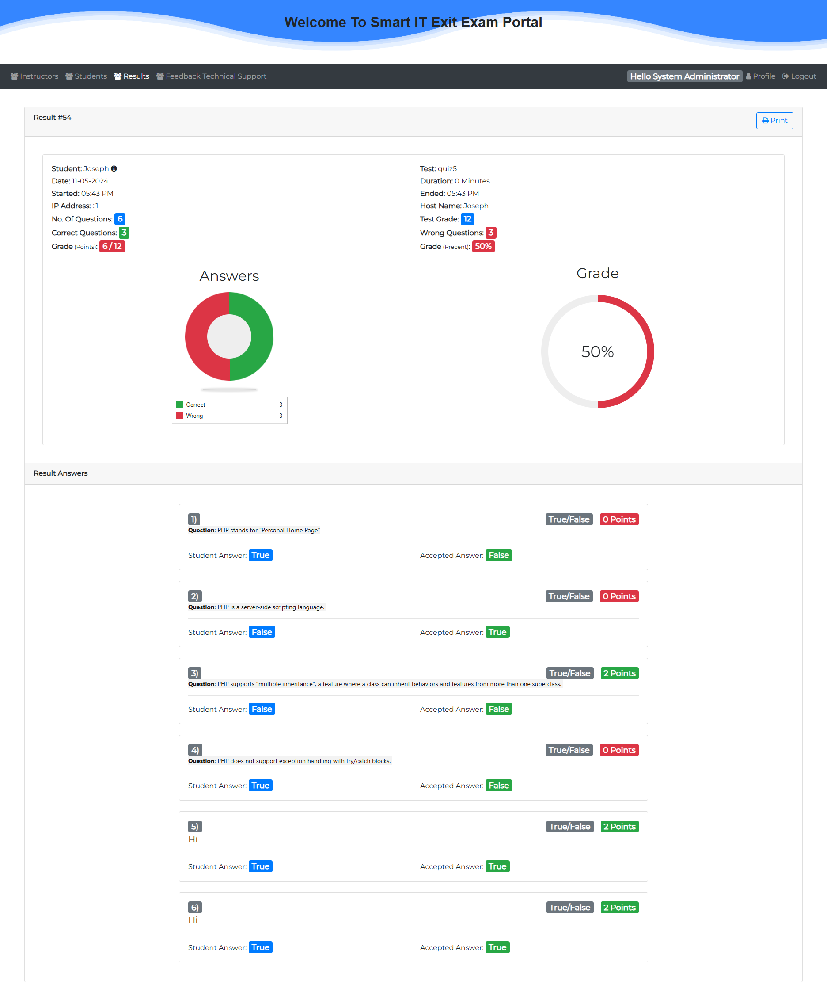 Welcome To Smart IT Exit Exam Portal
Instructors Students Results Feedback Technical Support Hello System Administrator Profile Logout
Result #54 Print
Student: Joseph Test: quiz5
Date: 11-05-2024 Duration: 0 Minutes
Started: 05:43 PM Ended: 05:43 PM
IP Address: ::1 Host Name: Joseph
No. Of Questions: 6 Test Grade: 12
Correct Questions: 3 Wrong Questions: 3
Grade (Points): 6 / 12 Grade (Precent): 50%
Answers
Correct 3
Wrong 3
Grade
50%
Result Answers
1) True/False 0 Points
Question: PHP stands for “Personal Home Page”
Student Answer: True Accepted Answer: False
2) True/False 0 Points
Question: PHP is a server-side scripting language.
Student Answer: False Accepted Answer: True
3) True/False 2 Points
Question: PHP supports “multiple inheritance”, a feature where a class can inherit behaviors and features from more than one superclass.
Student Answer: False Accepted Answer: False
4) True/False 0 Points
Question: PHP does not support exception handling with try/catch blocks.
Student Answer: True Accepted Answer: False
5) True/False 2 Points
Hi
Student Answer: True Accepted Answer: True
6) True/False 2 Points
Hi
Student Answer: True Accepted Answer: True